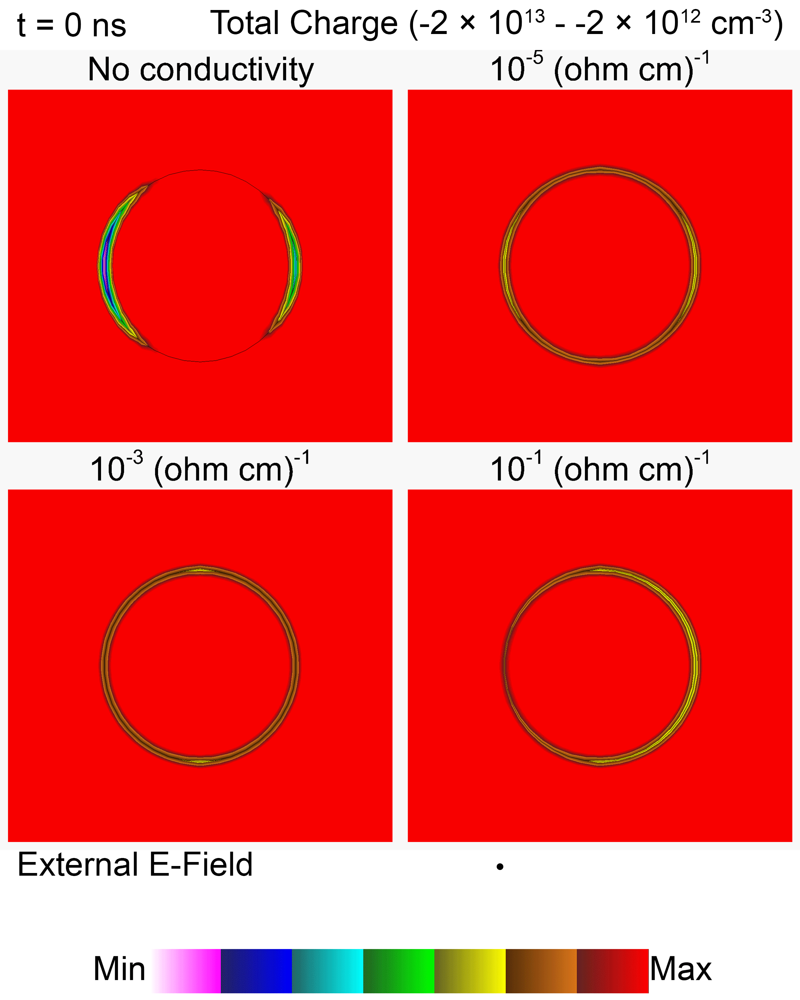 t = 0 ns Total Charge (-2 × 10¹³ - -2 × 10¹² cm⁻³)
No conductivity 10⁻⁵ (ohm cm)⁻¹
10⁻³ (ohm cm)⁻¹ 10⁻¹ (ohm cm)⁻¹
External E-Field
Min Max